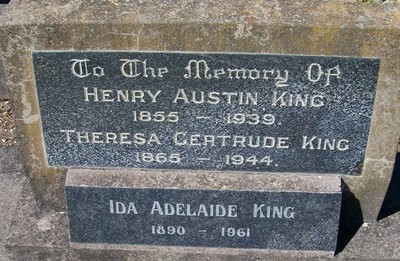 To The Memory Of
HENRY AUSTIN KING
1855 – 1939.
THERESA GERTRUDE KING
1865 – 1944.
IDA ADELAIDE KING
1890 – 1961